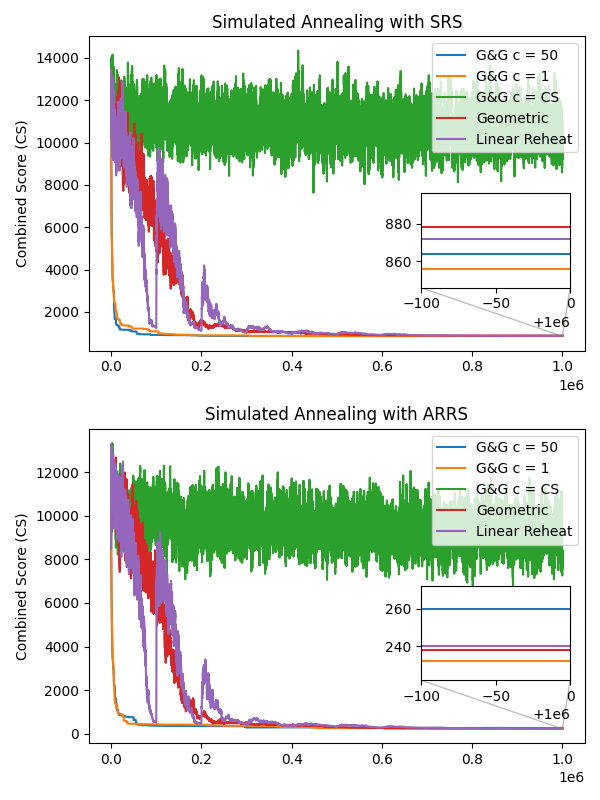 Simulated Annealing with SRS
Combined Score (CS)
14000
12000
10000
8000
6000
4000
2000
G&G c = 50
G&G c = 1
G&G c = CS
Geometric
Linear Reheat
880
860
−100
−50
0
+1e6
0.0
0.2
0.4
0.6
0.8
1.0
1e6
Simulated Annealing with ARRS
Combined Score (CS)
12000
10000
8000
6000
4000
2000
0
G&G c = 50
G&G c = 1
G&G c = CS
Geometric
Linear Reheat
260
240
−100
−50
0
+1e6
0.0
0.2
0.4
0.6
0.8
1.0
1e6